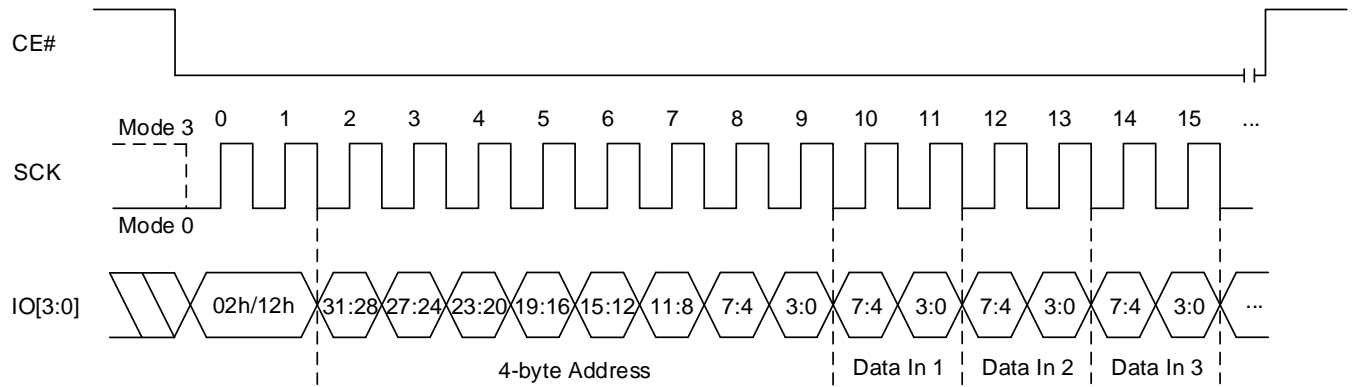 CE#
Mode 3 0 1 2 3 4 5 6 7 8 9 10 11 12 13 14 15 ...
SCK
Mode 0
IO[3:0] 02h/12h 31:28 27:24 23:20 19:16 15:12 11:8 7:4 3:0 7:4 3:0 7:4 3:0 7:4 3:0 ...
4-byte Address Data In 1 Data In 2 Data In 3